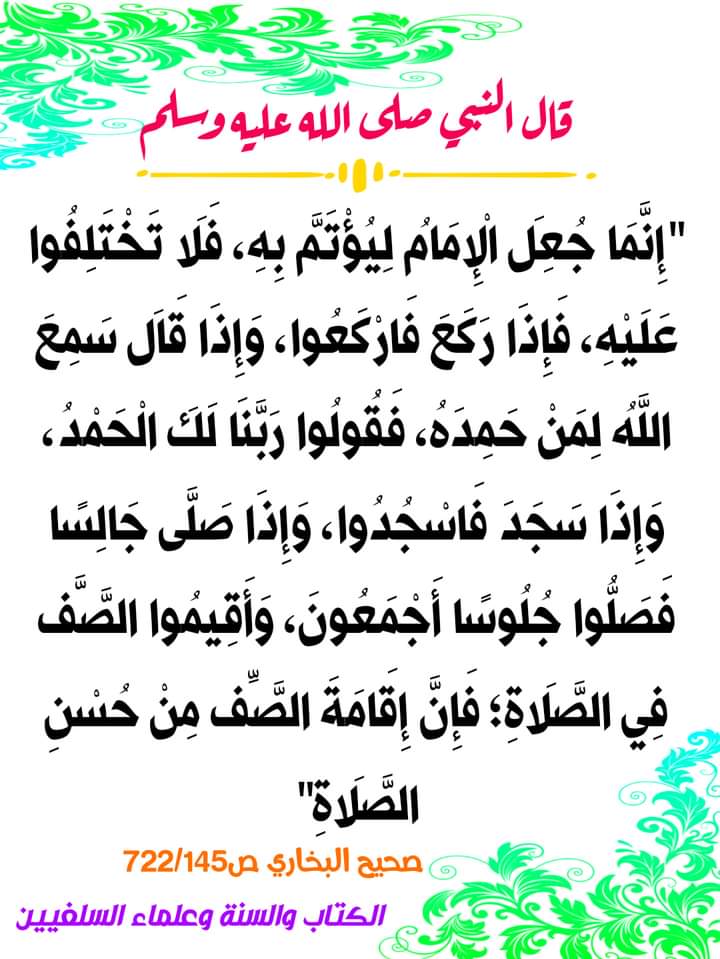 قال النبي صلى الله عليه وسلم
"إِنَّمَا جُعِلَ الْإِمَامُ لِيُؤْتَمَّ بِهِ، فَلَا تَخْتَلِفُوا
عَلَيْهِ، فَإِذَا رَكَعَ فَارْكَعُوا، وَإِذَا قَالَ سَمِعَ
اللَّهُ لِمَنْ حَمِدَهُ، فَقُولُوا رَبَّنَا لَكَ الْحَمْدُ،
وَإِذَا سَجَدَ فَاسْجُدُوا، وَإِذَا صَلَّى جَالِسًا
فَصَلُّوا جُلُوسًا أَجْمَعُونَ، وَأَقِيمُوا الصَّفَّ
فِي الصَّلَاةِ؛ فَإِنَّ إِقَامَةَ الصَّفِّ مِنْ حُسْنِ
الصَّلَاةِ"
صحيح البخاري ص722/145
الكتاب والسنة وعلماء السلفيين